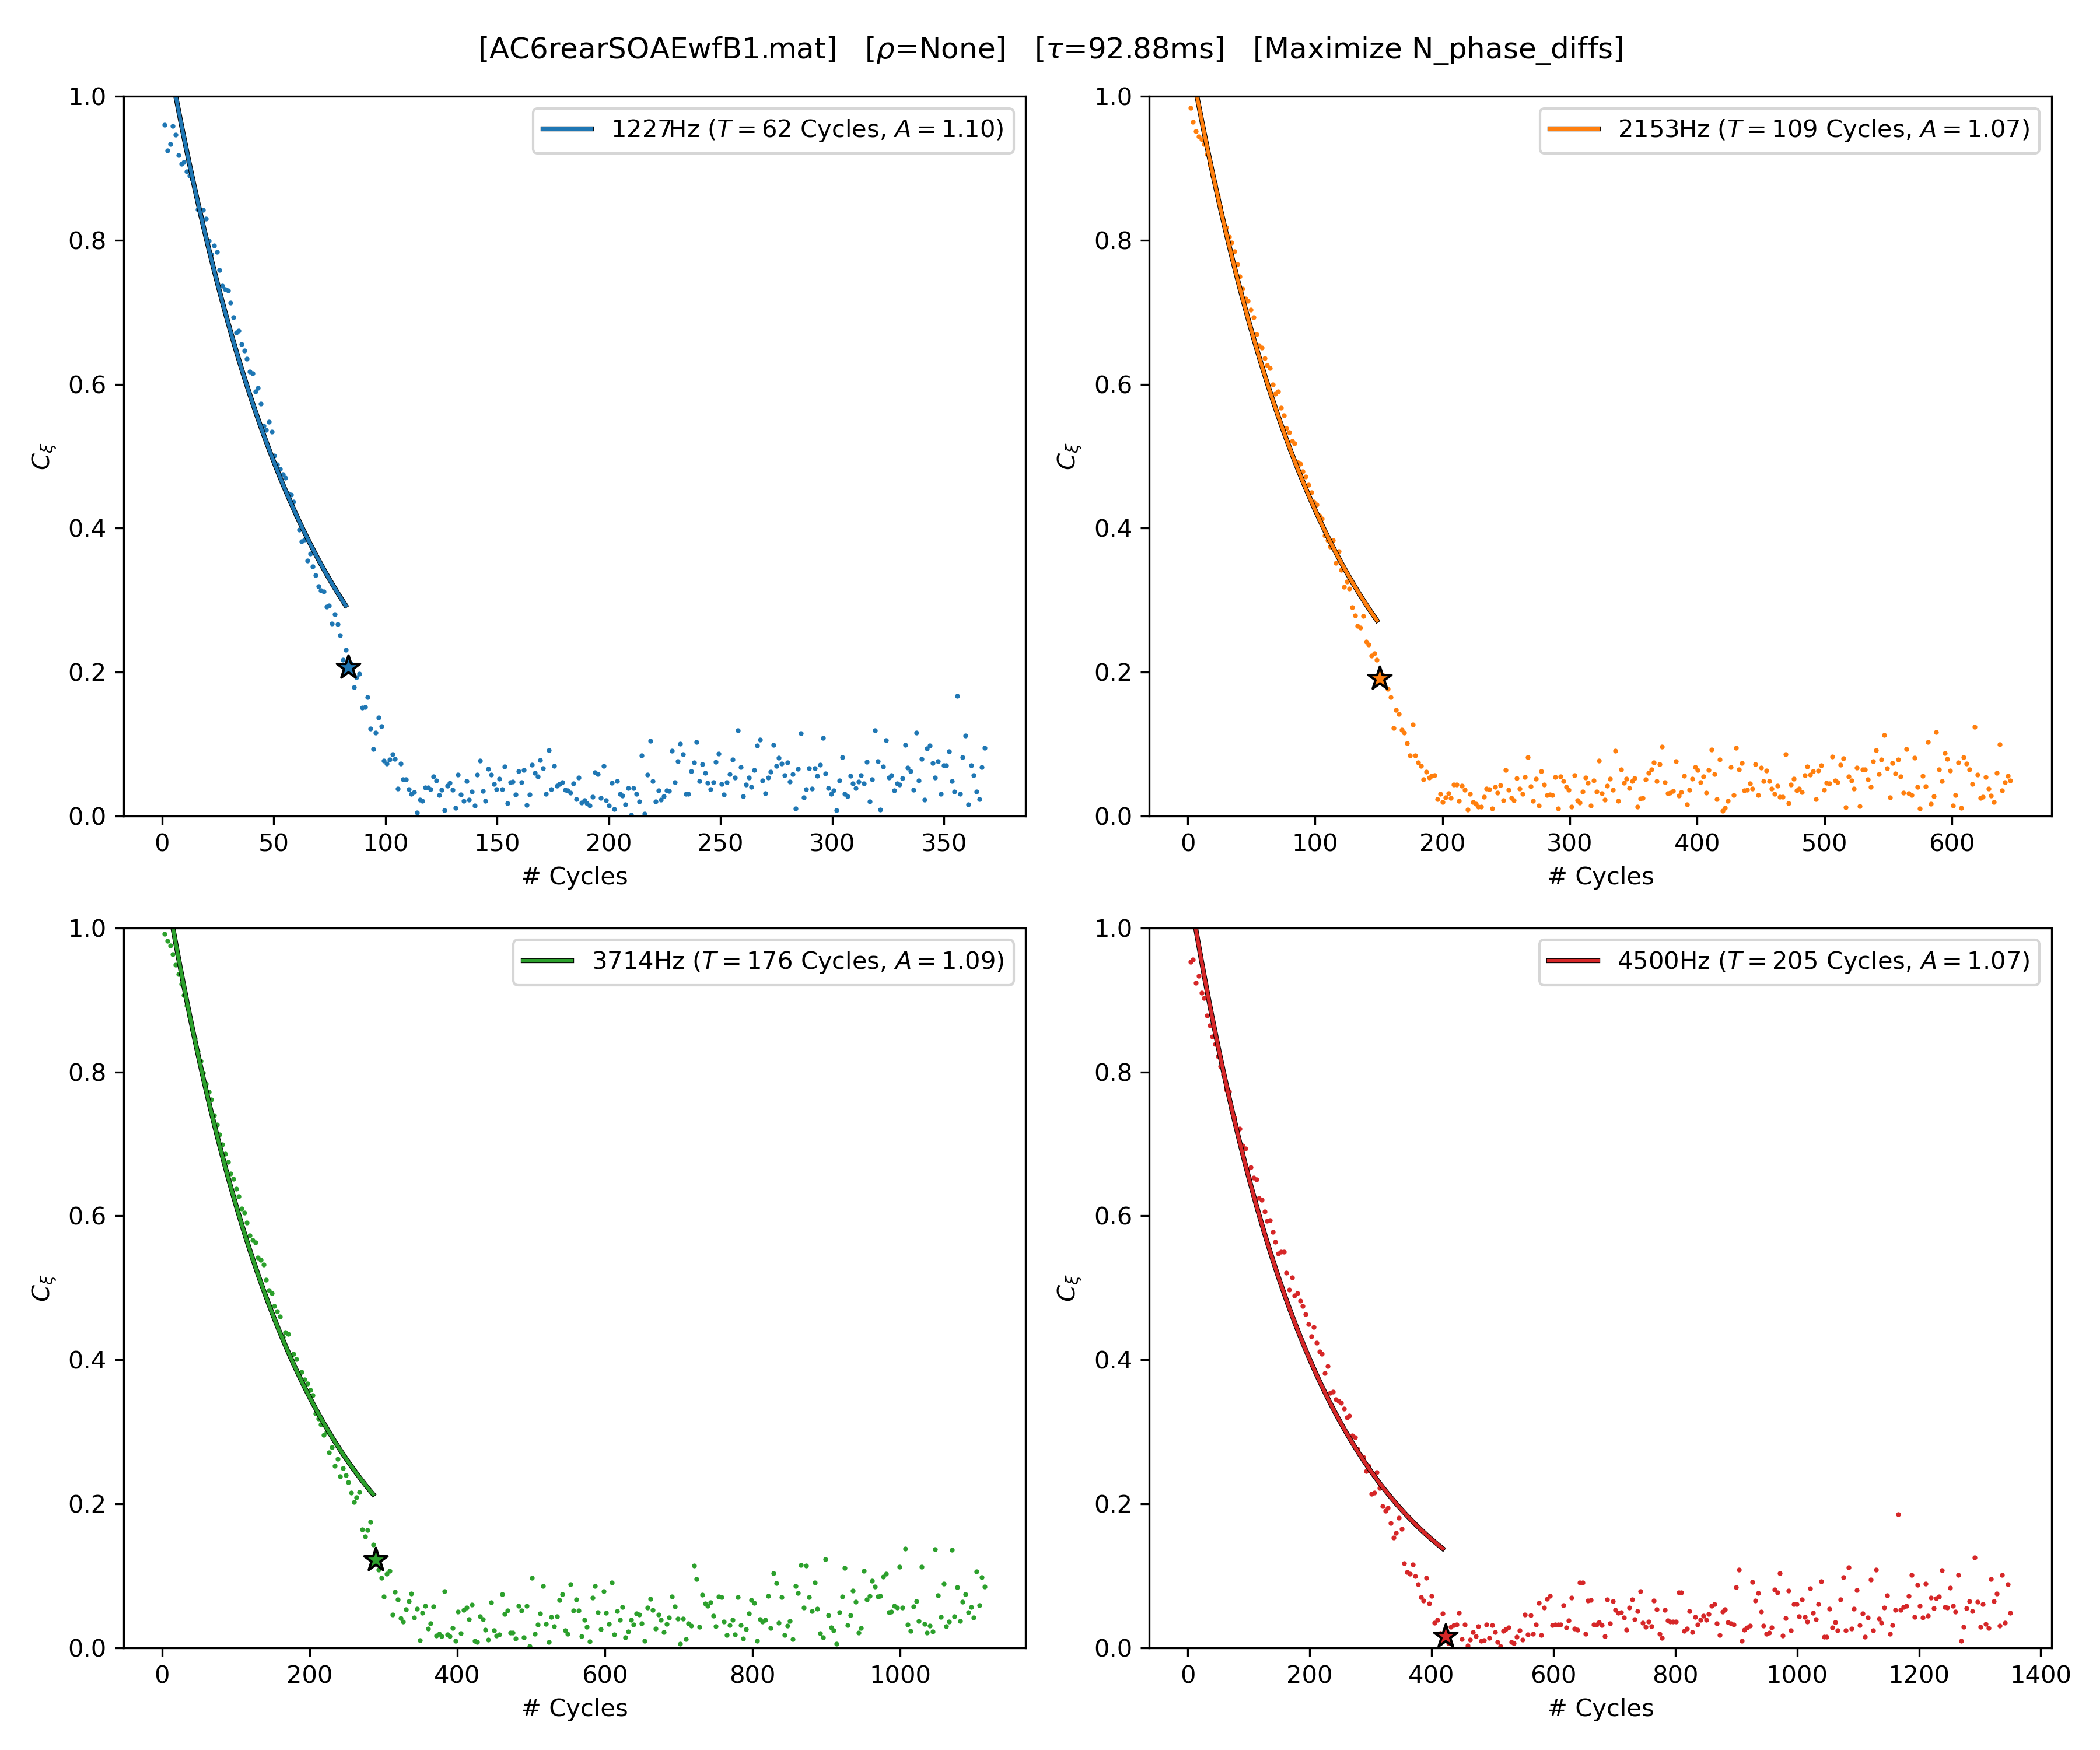 [AC6rearSOAEwfB1.mat] [ρ=None] [τ=92.88ms] [Maximize N_phase_diffs]
1.0
0.8
0.6
0.4
0.2
0.0
C_ξ
1227Hz (T = 62 Cycles, A = 1.10)
0 50 100 150 200 250 300 350
# Cycles
1.0
0.8
0.6
0.4
0.2
0.0
C_ξ
2153Hz (T = 109 Cycles, A = 1.07)
0 100 200 300 400 500 600
# Cycles
1.0
0.8
0.6
0.4
0.2
0.0
C_ξ
3714Hz (T = 176 Cycles, A = 1.09)
0 200 400 600 800 1000
# Cycles
1.0
0.8
0.6
0.4
0.2
0.0
C_ξ
4500Hz (T = 205 Cycles, A = 1.07)
0 200 400 600 800 1000 1200 1400
# Cycles